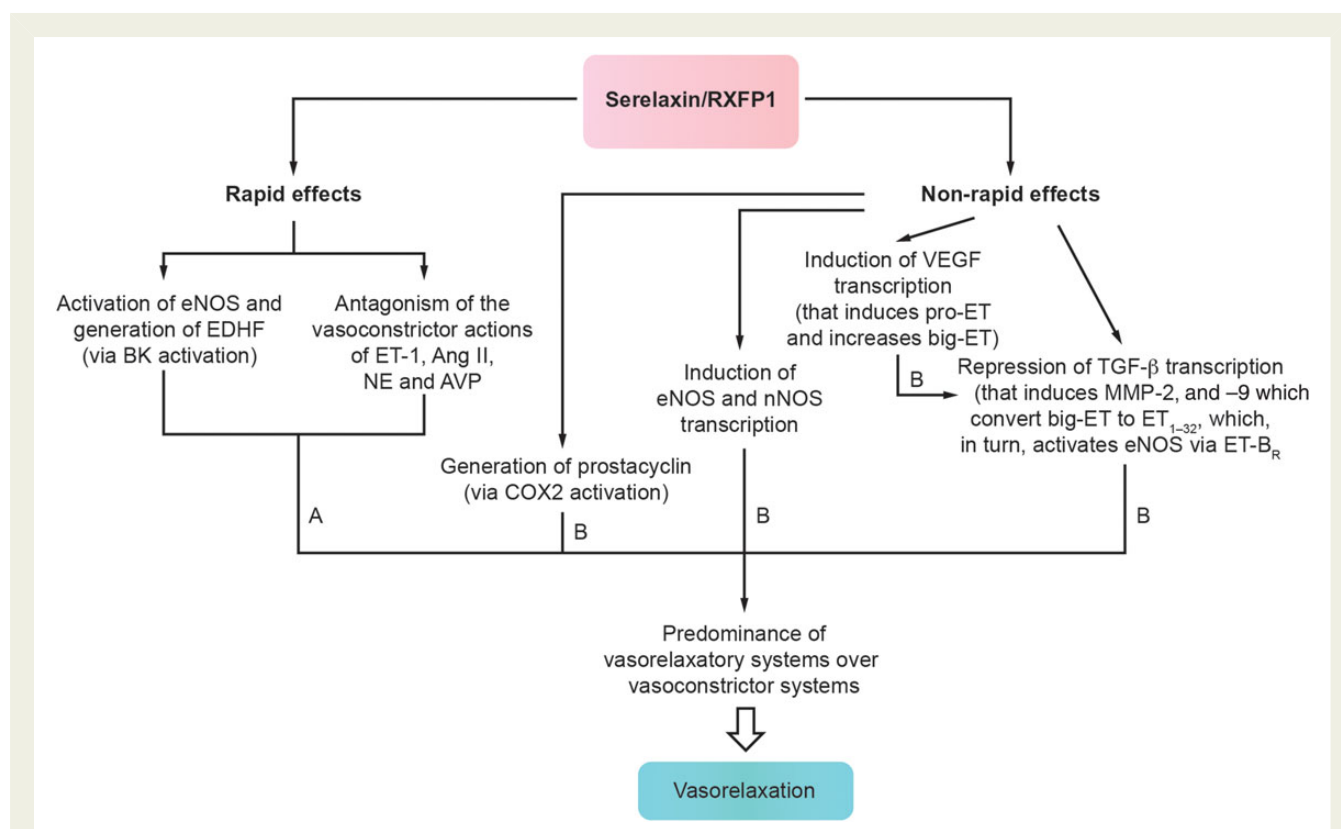 Serelaxin/RXFP1
Rapid effects
Non-rapid effects
Activation of eNOS and
generation of EDHF
(via BK activation)
Antagonism of the
vasoconstrictor actions
of ET-1, Ang II,
NE and AVP
A
Generation of prostacyclin
(via COX2 activation)
B
Induction of
eNOS and nNOS
transcription
B
Induction of VEGF
transcription
(that induces pro-ET
and increases big-ET)
B
Repression of TGF-β transcription
(that induces MMP-2, and –9 which
convert big-ET to ET1–32, which,
in turn, activates eNOS via ET-BR
B
Predominance of
vasorelaxatory systems over
vasoconstrictor systems
Vasorelaxation